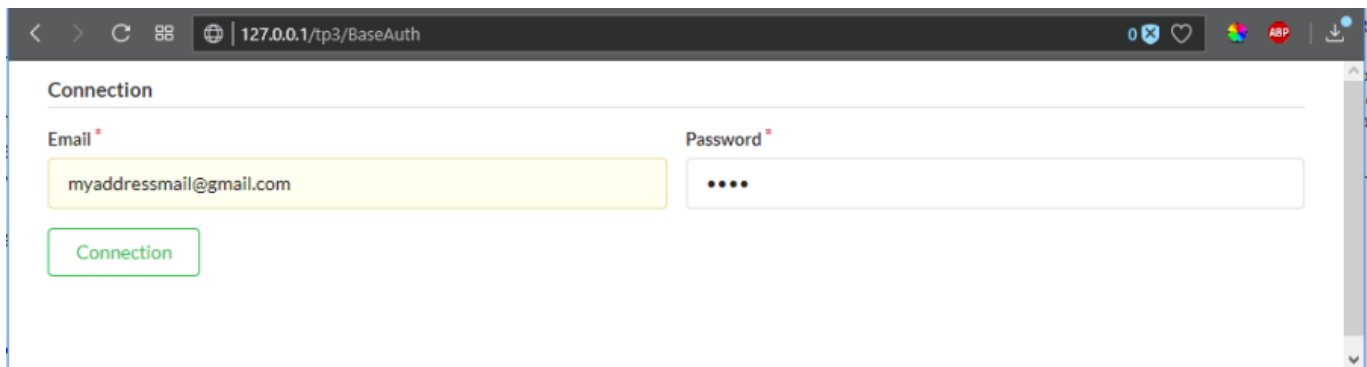 127.0.0.1/tp3/BaseAuth 0 ABP
Connection
Email * Password *
myaddressmail@gmail.com ••••
Connection